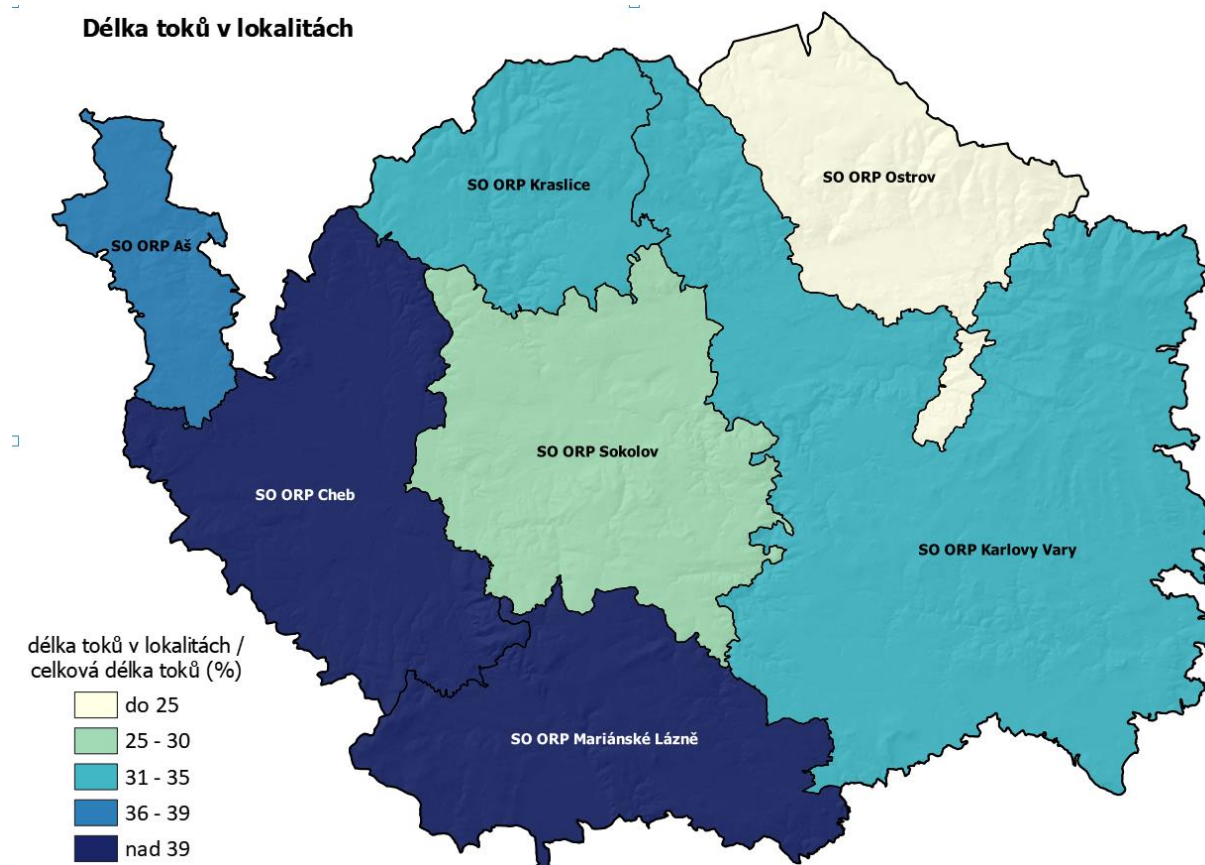 Délka toků v lokalitách
SO ORP Kraslice
SO ORP Ostrov
SO ORP Aš
SO ORP Sokolov
SO ORP Cheb
SO ORP Karlovy Vary
SO ORP Mariánské Lázně
délka toků v lokalitách /
celková délka toků (%)
do 25
25 - 30
31 - 35
36 - 39
nad 39